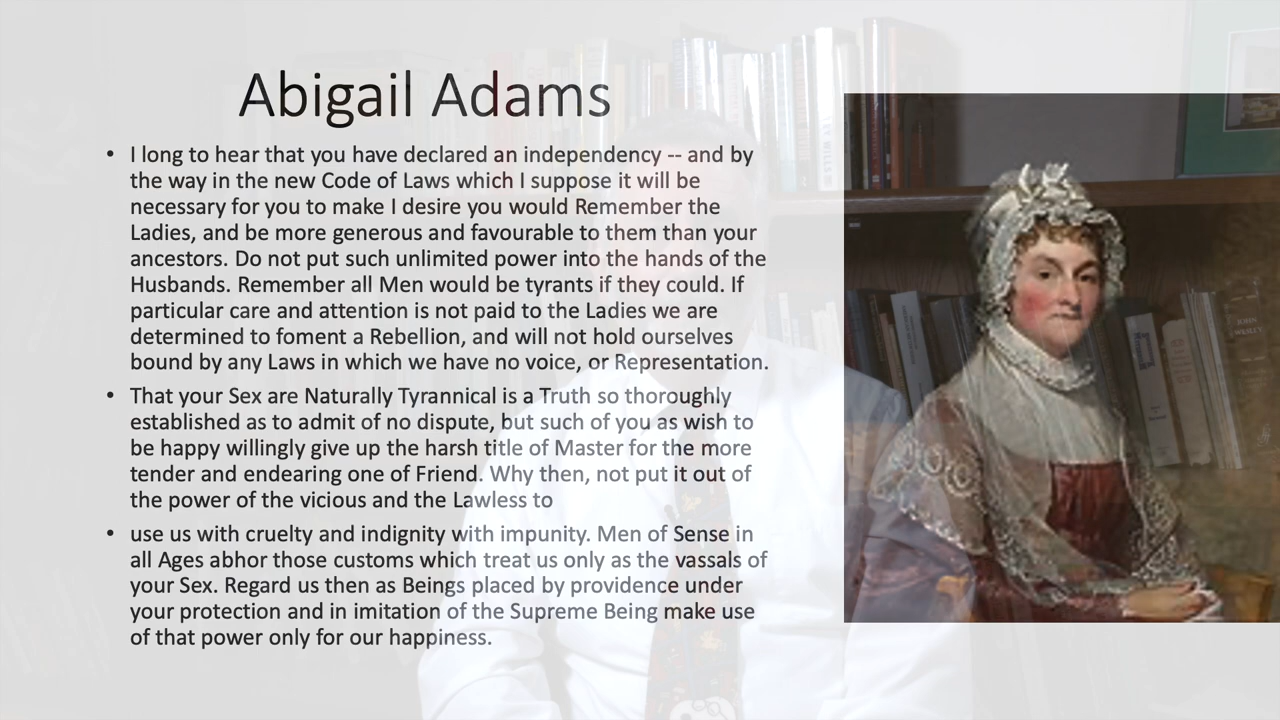 Abigail Adams
• I long to hear that you have declared an independency -- and by
the way in the new Code of Laws which I suppose it will be
necessary for you to make I desire you would Remember the
Ladies, and be more generous and favourable to them than your
ancestors. Do not put such unlimited power into the hands of the
Husbands. Remember all Men would be tyrants if they could. If
particular care and attention is not paid to the Ladies we are
determined to foment a Rebellion, and will not hold ourselves
bound by any Laws in which we have no voice, or Representation.
• That your Sex are Naturally Tyrannical is a Truth so thoroughly
established as to admit of no dispute, but such of you as wish to
be happy willingly give up the harsh title of Master for the more
tender and endearing one of Friend. Why then, not put it out of
the power of the vicious and the Lawless to
• use us with cruelty and indignity with impunity. Men of Sense in
all Ages abhor those customs which treat us only as the vassals of
your Sex. Regard us then as Beings placed by providence under
your protection and in imitation of the Supreme Being make use
of that power only for our happiness.
JOHN
WESLEY